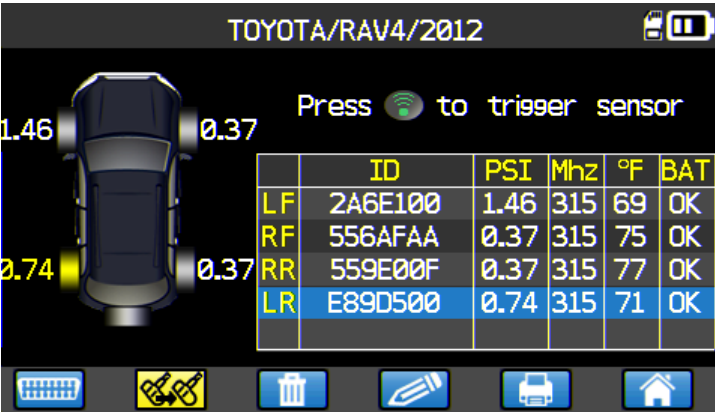 TOYOTA/RAV4/2012
Press to trigger sensor
1.46 0.37
0.74 0.37
ID PSI Mhz °F BAT
LF 2A6E100 1.46 315 69 OK
RF 556AFAA 0.37 315 75 OK
RR 559E00F 0.37 315 77 OK
LR E89D500 0.74 315 71 OK